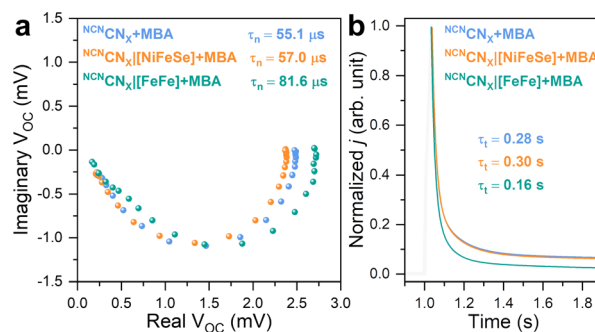 a
NCNCNX+MBA τn = 55.1 μs
NCNCNX|[NiFeSe]+MBA τn = 57.0 μs
NCNCNX|[FeFe]+MBA τn = 81.6 μs
Imaginary VOC (mV)
1.5
1.0
0.5
0.0
-0.5
-1.0
-1.5
0.0 0.5 1.0 1.5 2.0 2.5 3.0
Real VOC (mV)
b
NCNCNX+MBA
NCNCNX|[NiFeSe]+MBA
NCNCNX|[FeFe]+MBA
τt = 0.28 s
τt = 0.30 s
τt = 0.16 s
Normalized j (arb. unit)
1.0
0.8
0.6
0.4
0.2
0.0
1.0 1.2 1.4 1.6 1.8
Time (s)